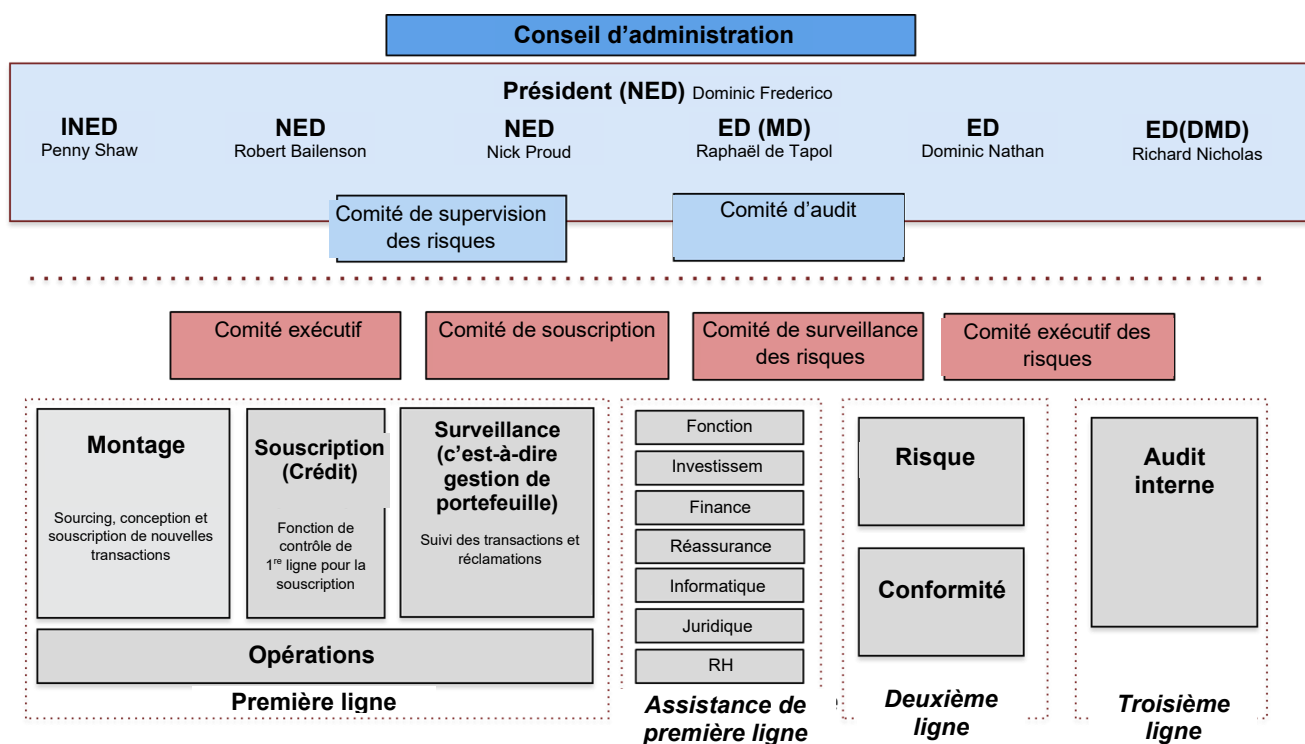 Conseil d’administration
Président (NED) Dominic Frederico
INED
Penny Shaw
NED
Robert Bailenson
NED
Nick Proud
ED (MD)
Raphaël de Tapol
ED
Dominic Nathan
ED(DMD)
Richard Nicholas
Comité de supervision
des risques
Comité d’audit
Comité exécutif
Comité de souscription
Comité de surveillance
des risques
Comité exécutif des
risques
Montage
Sourcing, conception et
souscription de nouvelles
transactions
Souscription
(Crédit)
Fonction de
contrôle de
1re ligne pour la
souscription
Surveillance
(c’est-à-dire
gestion de
portefeuille)
Suivi des transactions et
réclamations
Opérations
Première ligne
Fonction
Investissem
Finance
Réassurance
Informatique
Juridique
RH
Assistance de
première ligne
Risque
Conformité
Deuxième
ligne
Audit
interne
Troisième
ligne